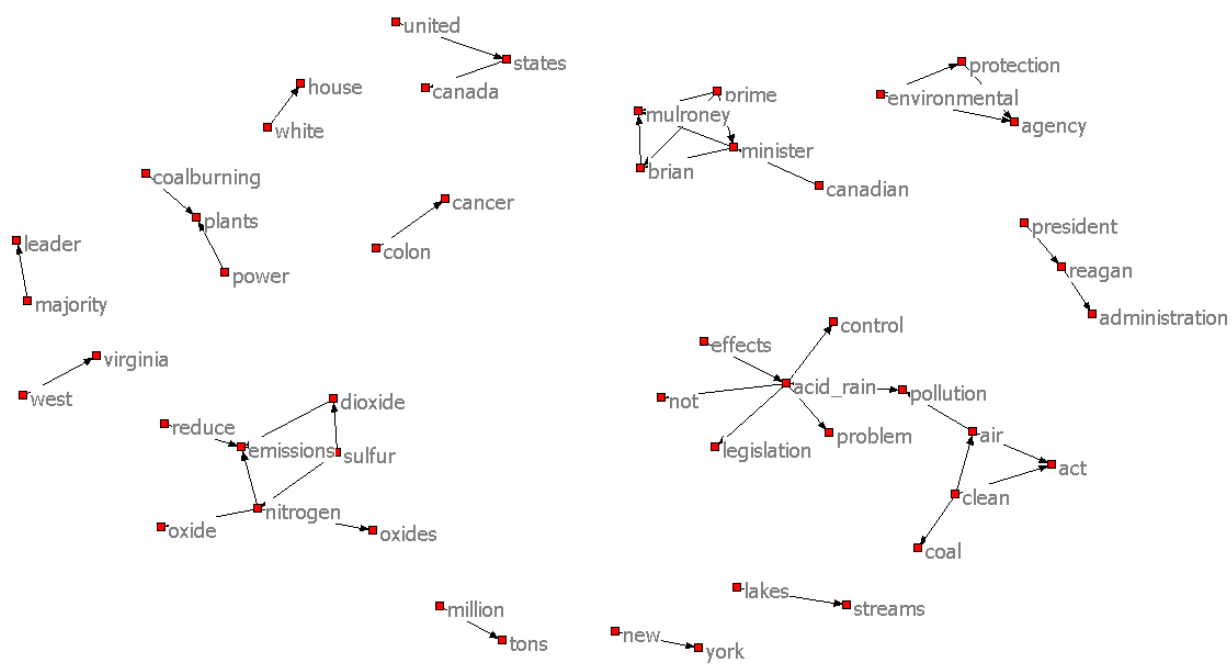 united
states
canada
house
white
prime
mulroney
minister
brian
canadian
protection
environmental
agency
coalburning
plants
power
cancer
colon
leader
majority
president
reagan
administration
virginia
west
control
effects
acid_rain
not
pollution
legislation
problem
air
act
clean
coal
dioxide
reduce
emissions
sulfur
nitrogen
oxide
oxides
lakes
streams
million
tons
new
york